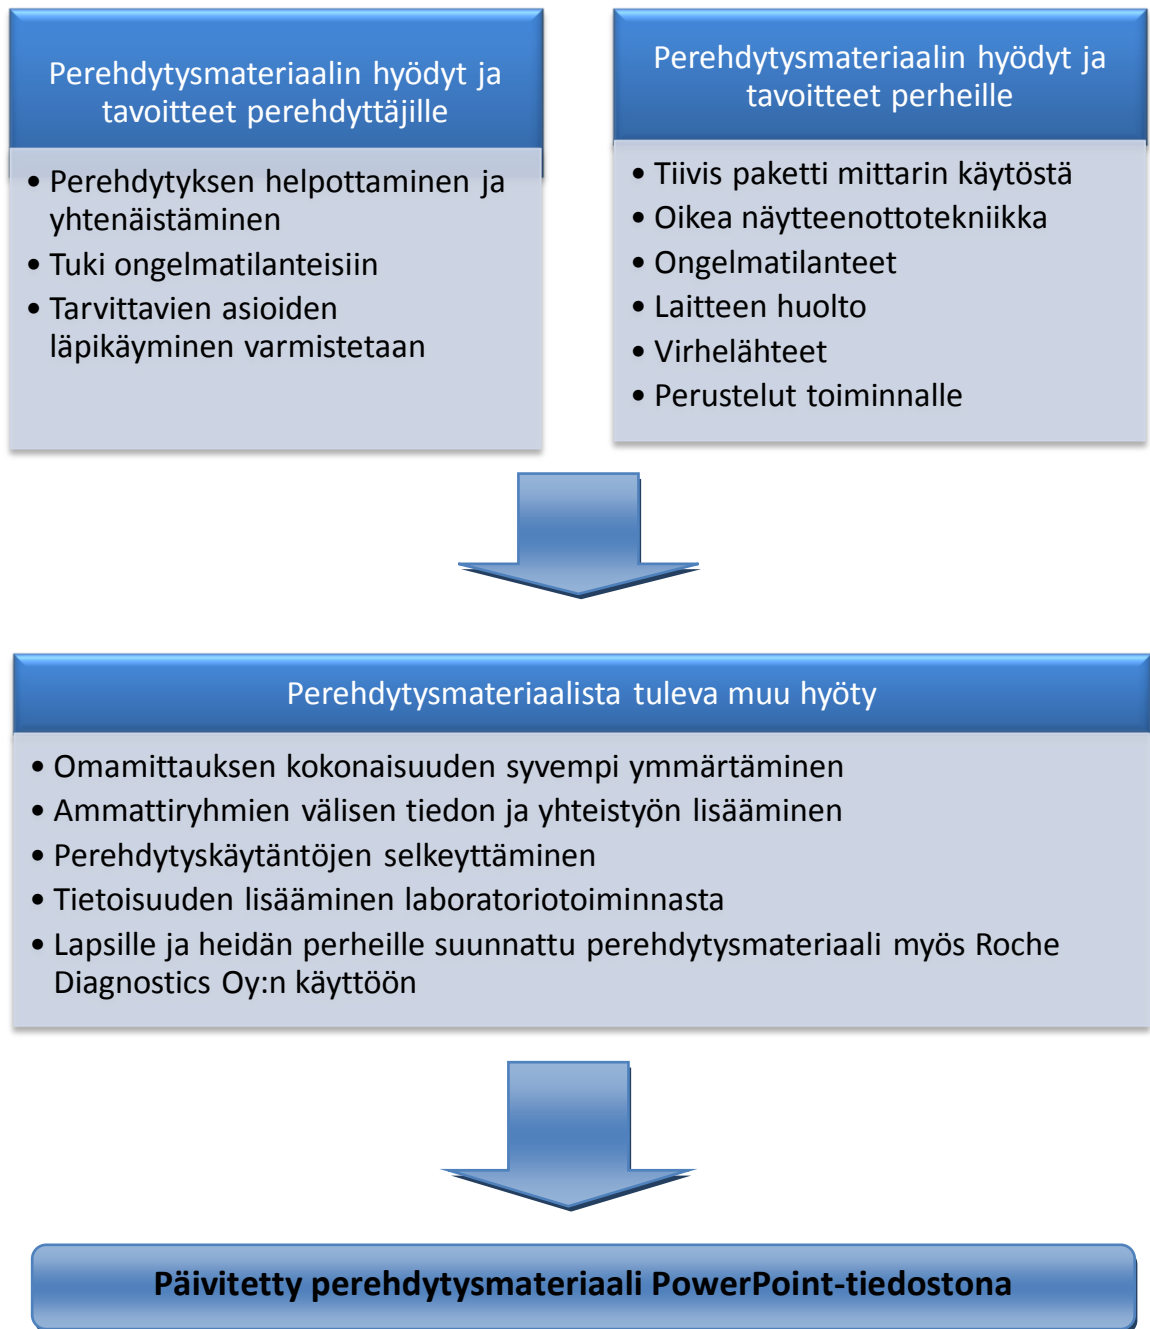 Perehdytysmateriaalin hyödyt ja
tavoitteet perehdyttäjille
• Perehdytyksen helpottaminen ja
yhtenäistäminen
• Tuki ongelmatilanteisiin
• Tarvittavien asioiden
läpikäyminen varmistetaan
Perehdytysmateriaalin hyödyt ja
tavoitteet perheille
• Tiivis paketti mittarin käytöstä
• Oikea näytteenottotekniikka
• Ongelmatilanteet
• Laitteen huolto
• Virhelähteet
• Perustelut toiminnalle
Perehdytysmateriaalista tuleva muu hyöty
• Omamittauksen kokonaisuuden syvempi ymmärtäminen
• Ammattiryhmien välisen tiedon ja yhteistyön lisääminen
• Perehdytyskäytäntöjen selkeyttäminen
• Tietoisuuden lisääminen laboratoriotoiminnasta
• Lapsille ja heidän perheille suunnattu perehdytysmateriaali myös Roche
Diagnostics Oy:n käyttöön
Päivitetty perehdytysmateriaali PowerPoint-tiedostona